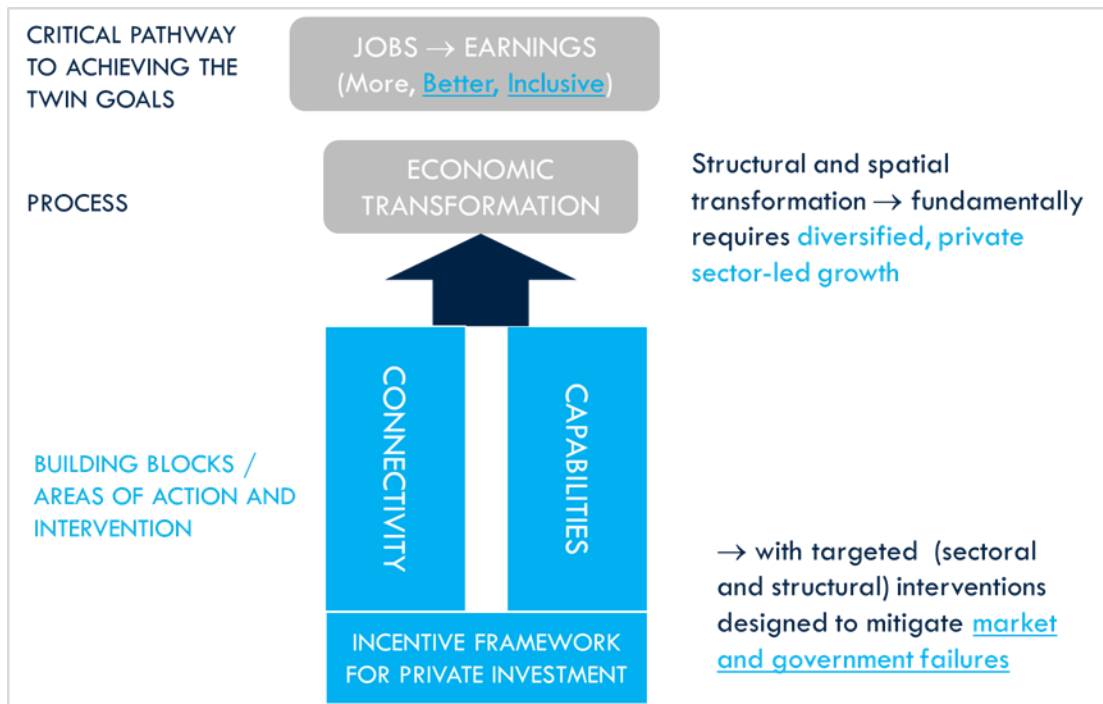 CRITICAL PATHWAY
TO ACHIEVING THE
TWIN GOALS
JOBS → EARNINGS
(More, Better, Inclusive)
PROCESS
ECONOMIC
TRANSFORMATION
Structural and spatial
transformation → fundamentally
requires diversified, private
sector-led growth
BUILDING BLOCKS /
AREAS OF ACTION AND
INTERVENTION
CONNECTIVITY
CAPABILITIES
INCENTIVE FRAMEWORK
FOR PRIVATE INVESTMENT
→ with targeted (sectoral
and structural) interventions
designed to mitigate market
and government failures